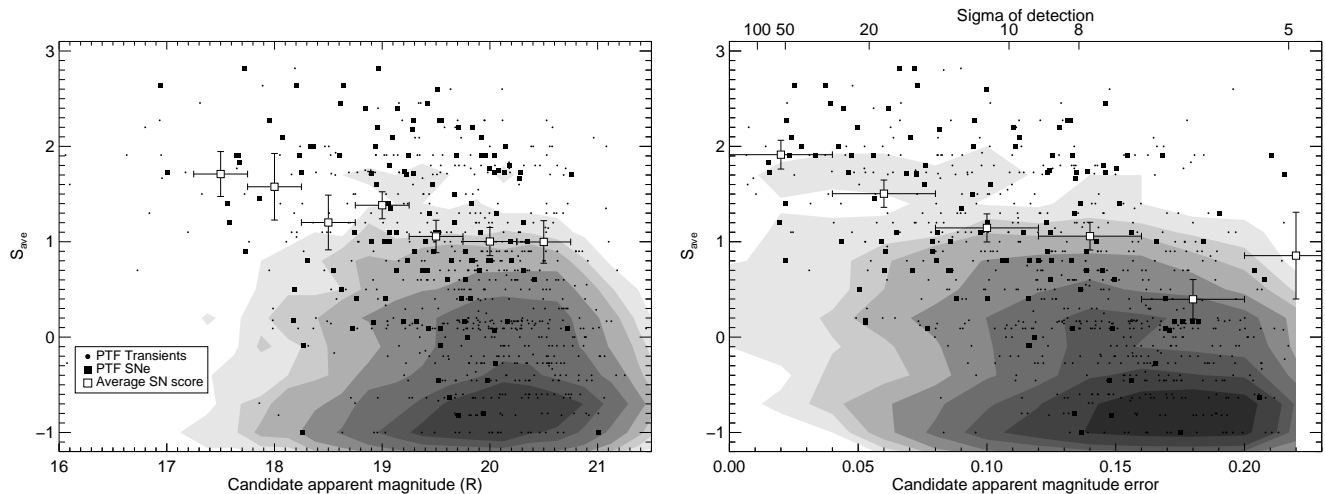 3
2
1
0
−1
S_ave
16 17 18 19 20 21
Candidate apparent magnitude (R)
PTF Transients
PTF SNe
Average SN score
Sigma of detection
100 50 20 10 8 5
3
2
1
0
−1
S_ave
0.00 0.05 0.10 0.15 0.20
Candidate apparent magnitude error